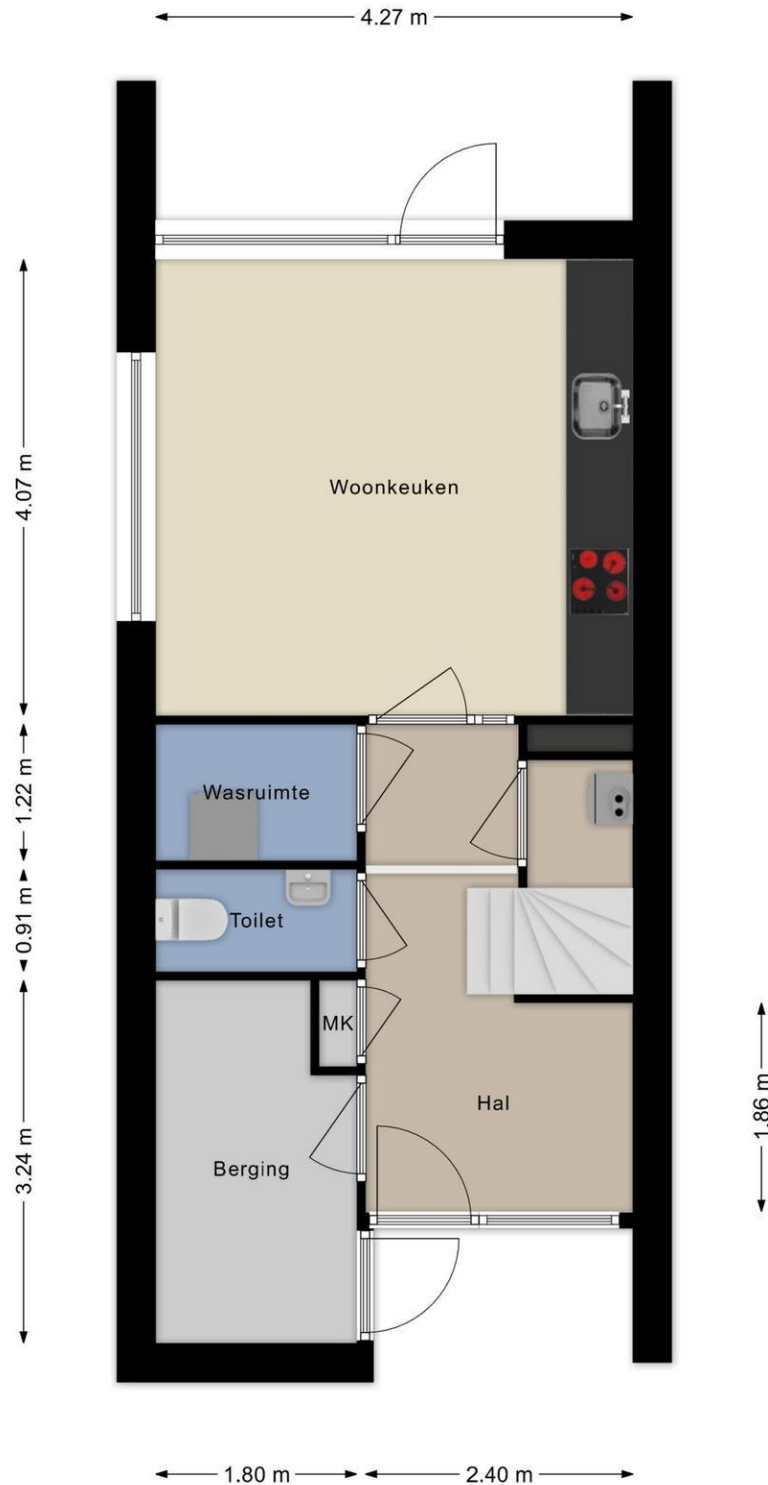 4.27 m
4.07 m
Woonkeuken
1.22 m
Wasruimte
0.91 m
Toilet
MK
3.24 m
Hal
1.86 m
Berging
1.80 m
2.40 m